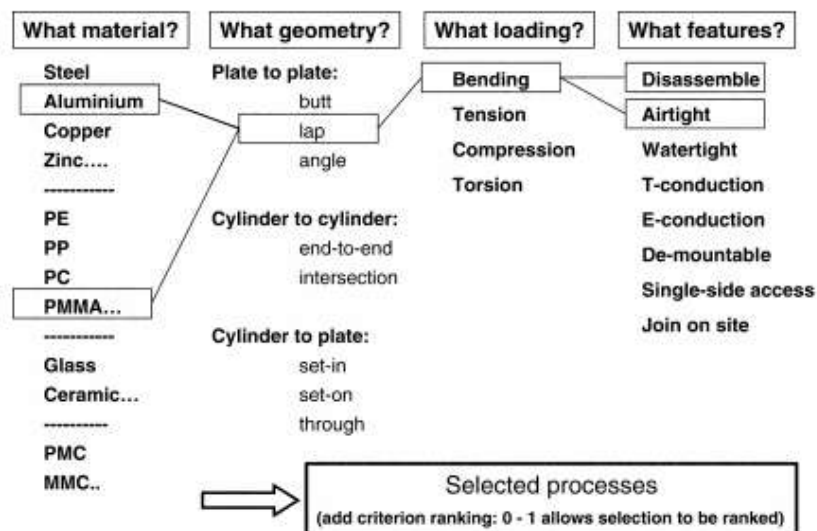 What material?
Steel
Aluminium
Copper
Zinc....
-----------
PE
PP
PC
PMMA...
-----------
Glass
Ceramic...
----------
PMC
MMC..
What geometry?
Plate to plate:
butt
lap
angle
Cylinder to cylinder:
end-to-end
intersection
Cylinder to plate:
set-in
set-on
through
What loading?
Bending
Tension
Compression
Torsion
What features?
Disassemble
Airtight
Watertight
T-conduction
E-conduction
De-mountable
Single-side access
Join on site
Selected processes
(add criterion ranking: 0 - 1 allows selection to be ranked)